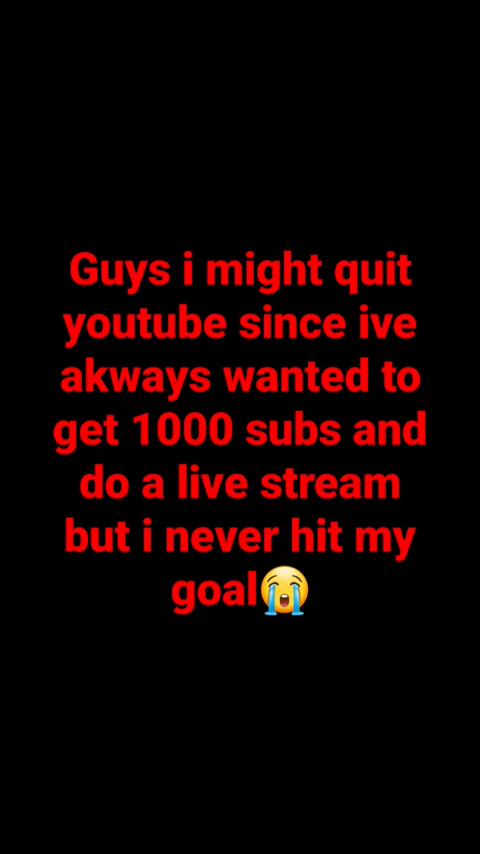 Guys i might quit
youtube since ive
akways wanted to
get 1000 subs and
do a live stream
but i never hit my
goal😭